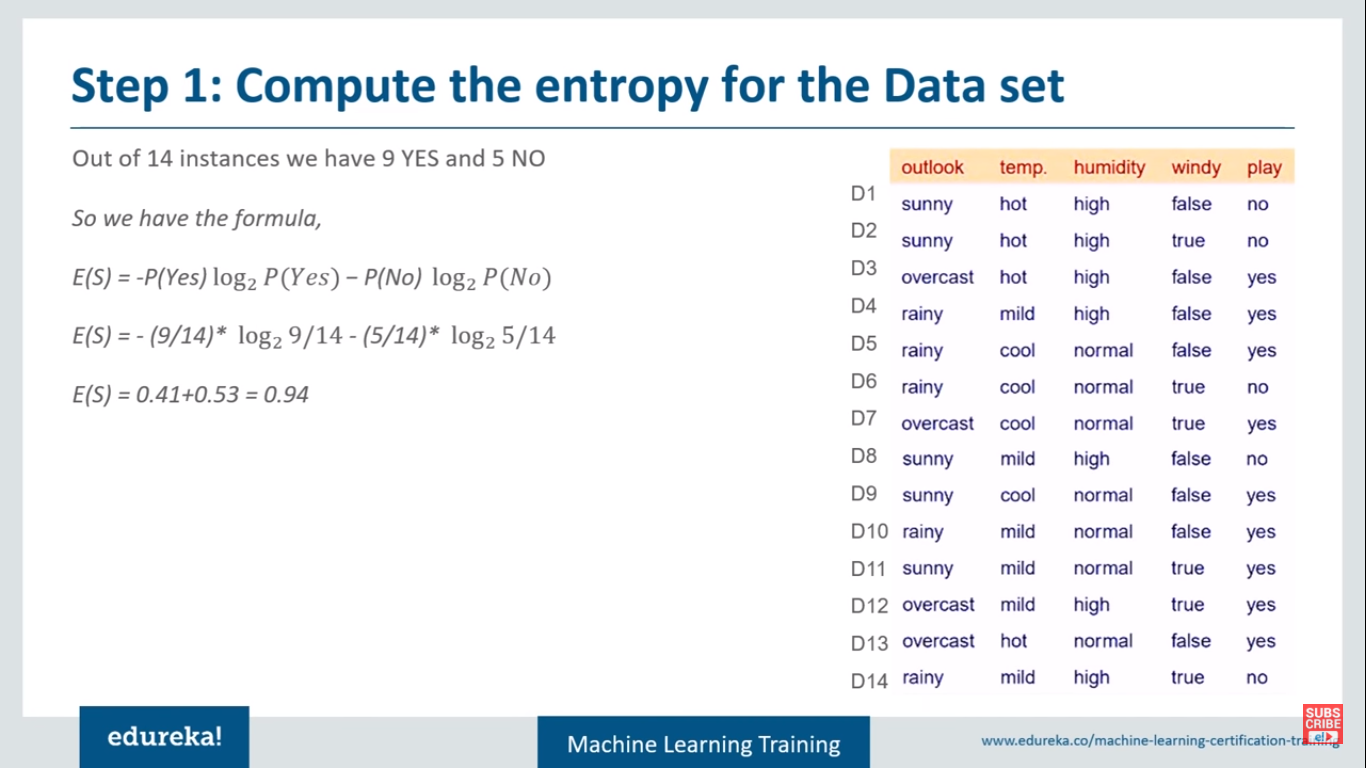 Step 1: Compute the entropy for the Data set
Out of 14 instances we have 9 YES and 5 NO
So we have the formula,
E(S) = -P(Yes) log₂ P(Yes) − P(No) log₂ P(No)
E(S) = - (9/14)* log₂ 9/14 - (5/14)* log₂ 5/14
E(S) = 0.41+0.53 = 0.94
outlook temp. humidity windy play
D1 sunny hot high false no
D2 sunny hot high true no
D3 overcast hot high false yes
D4 rainy mild high false yes
D5 rainy cool normal false yes
D6 rainy cool normal true no
D7 overcast cool normal true yes
D8 sunny mild high false no
D9 sunny cool normal false yes
D10 rainy mild normal false yes
D11 sunny mild normal true yes
D12 overcast mild high true yes
D13 overcast hot normal false yes
D14 rainy mild high true no
edureka!
Machine Learning Training
www.edureka.co/machine-learning-certification-training
SUBS
CRIBE
e!